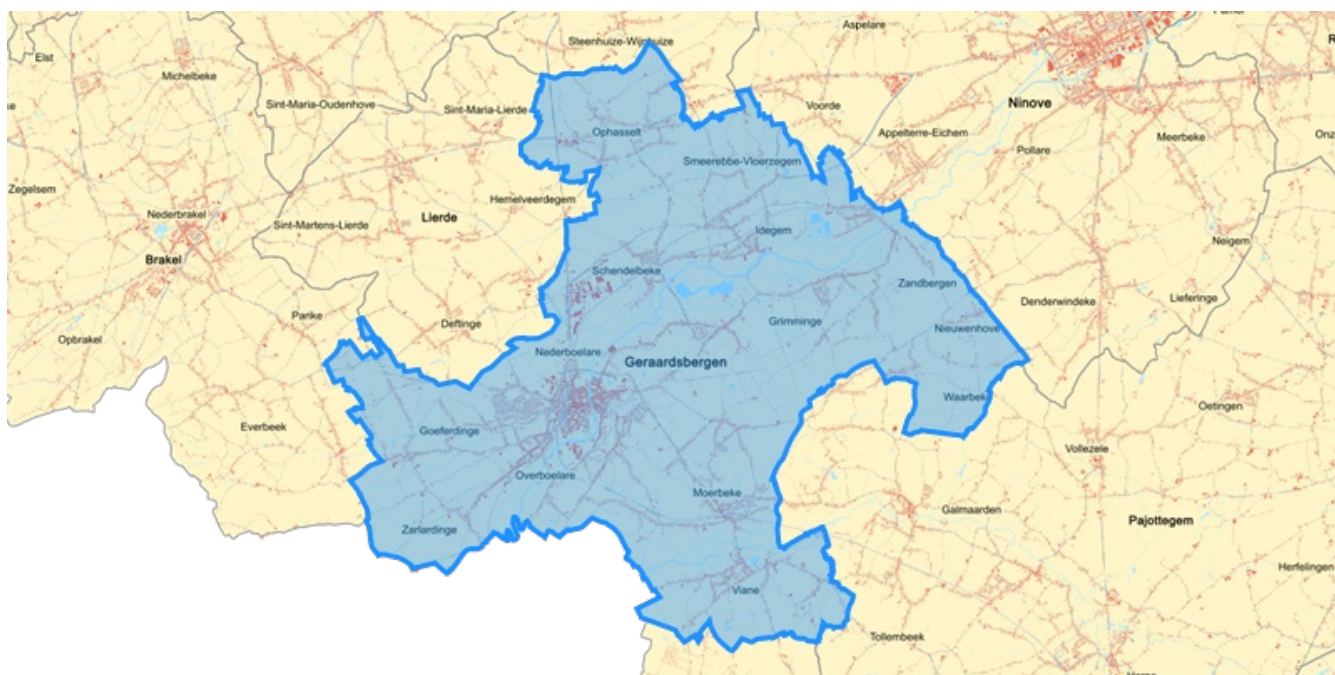 Steenhuize-Wijnhuize
Aspelare
Elst
Michelbeke
Sint-Maria-Oudenhove
Sint-Maria-Lierde
Voorde
Ninove
Ophasselt
Appelterre-Eichem
Meerbeke
Pollare
Smeerebbe-Vloerzegem
Zegelsem
Hemelveerdegem
Nederbrakel
Lierde
Sint-Martens-Lierde
Idegem
Neigem
Brakel
Schendelbeke
Zandbergen
Lieferinge
Denderwindeke
Parike
Deftinge
Grimminge
Nieuwenhove
Opbrakel
Nederboelare
Geraardsbergen
Waarbek
Oetingen
Everbeek
Goeferdinge
Vollezele
Overboelare
Moerbeke
Galmaarden
Pajottegem
Zarlardinge
Herfelingen
Viane
Tollembeek